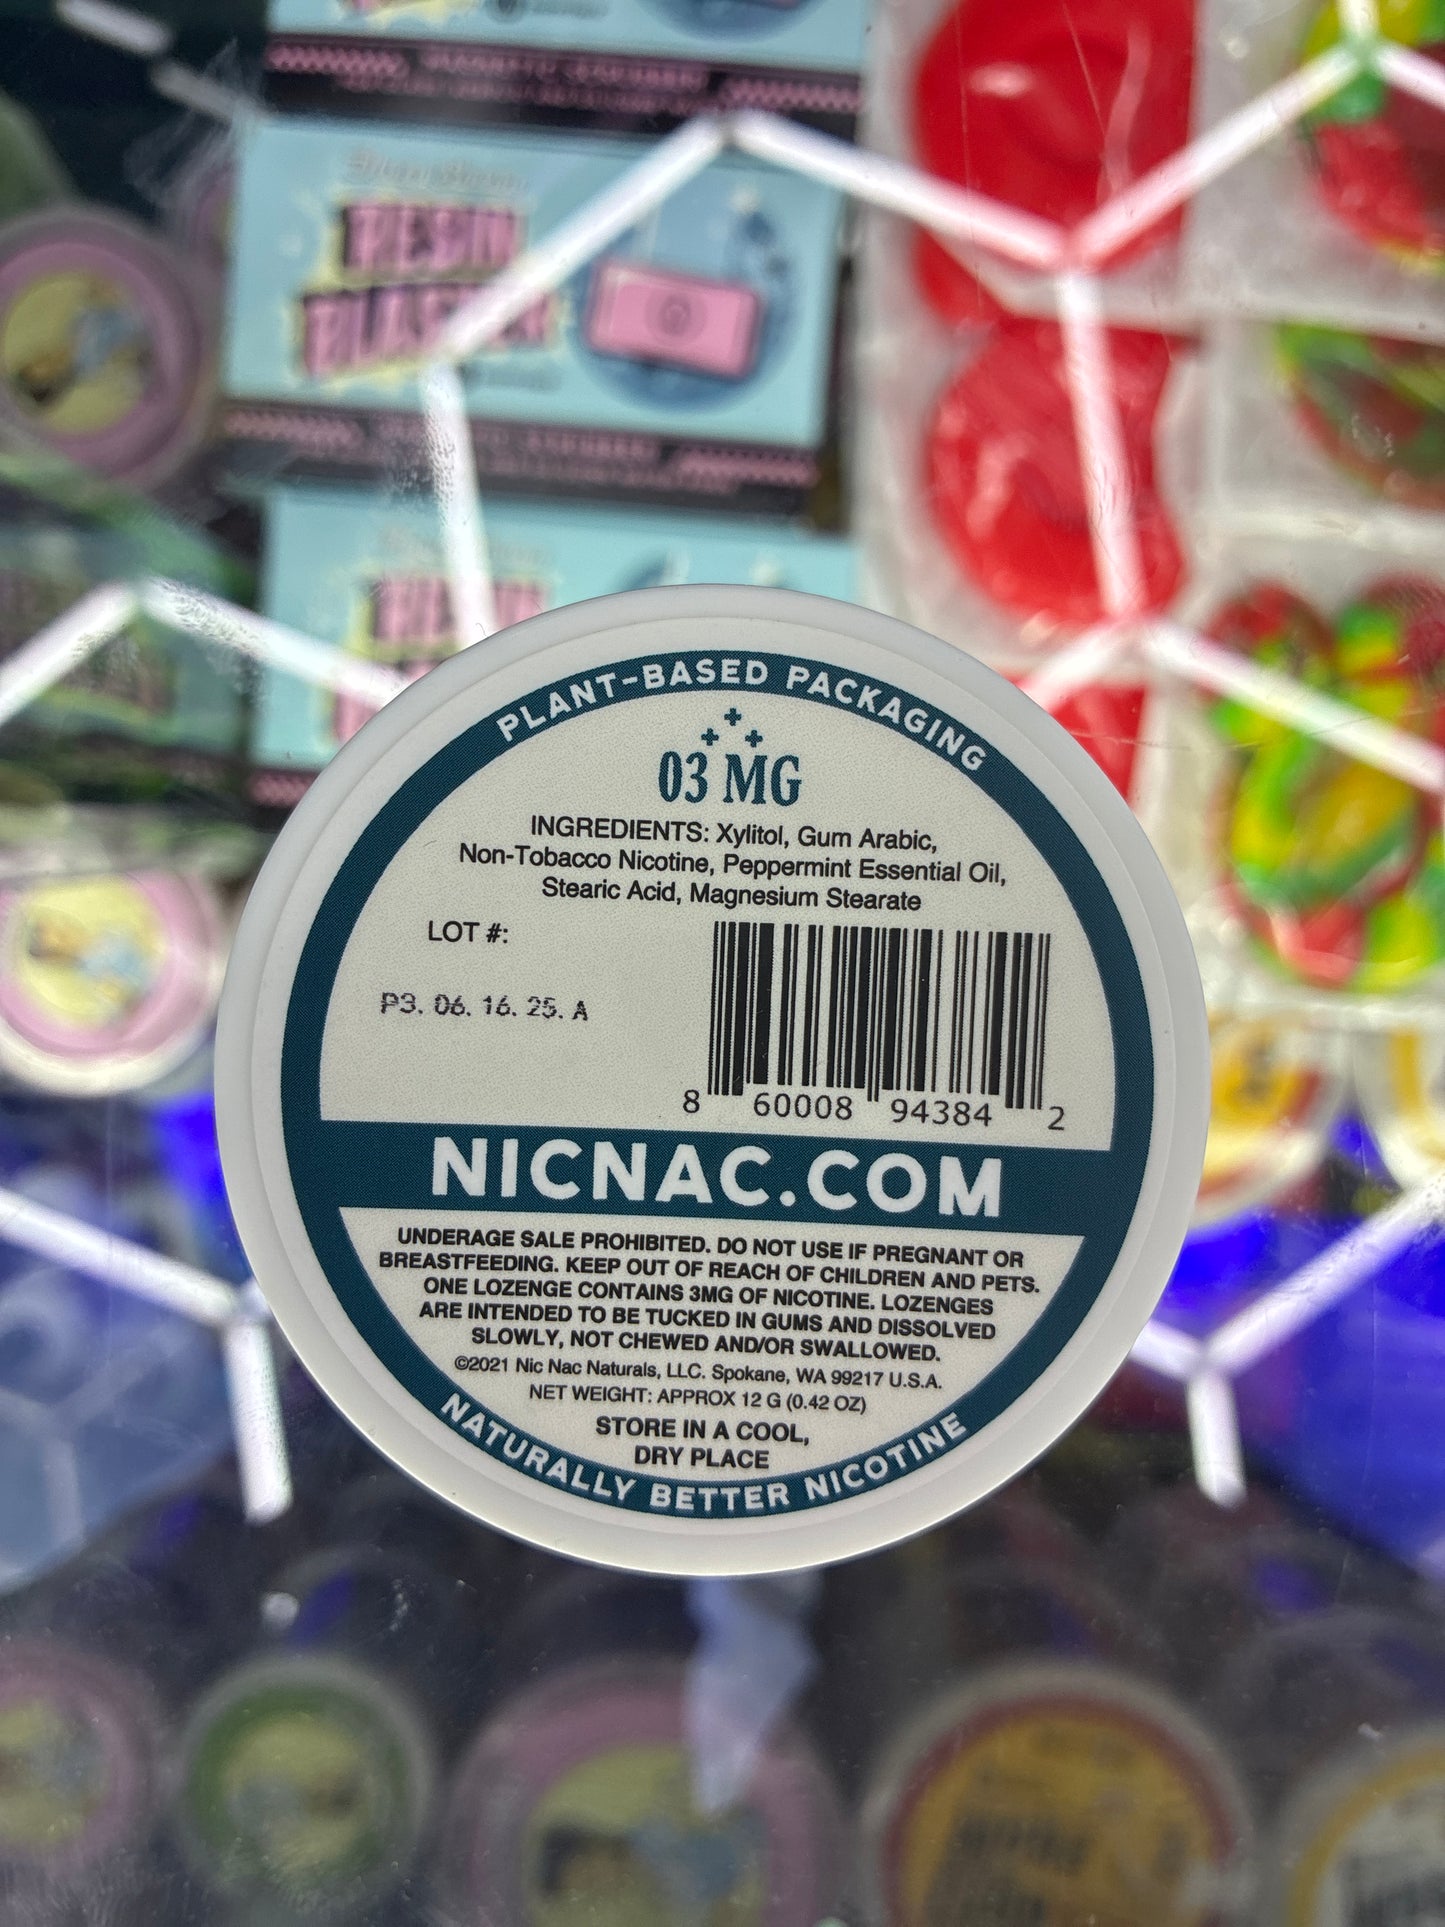 RESIN
BLASTER
PLANT-BASED PACKAGING
03 MG
INGREDIENTS: Xylitol, Gum Arabic,
Non-Tobacco Nicotine, Peppermint Essential Oil,
Stearic Acid, Magnesium Stearate
LOT #:
P3. 06. 16. 25. A
8 60008 94384 2
NICNAC.COM
UNDERAGE SALE PROHIBITED. DO NOT USE IF PREGNANT OR
BREASTFEEDING. KEEP OUT OF REACH OF CHILDREN AND PETS.
ONE LOZENGE CONTAINS 3MG OF NICOTINE. LOZENGES
ARE INTENDED TO BE TUCKED IN GUMS AND DISSOLVED
SLOWLY, NOT CHEWED AND/OR SWALLOWED.
©2021 Nic Nac Naturals, LLC. Spokane, WA 99217 U.S.A.
NET WEIGHT: APPROX 12 G (0.42 OZ)
STORE IN A COOL,
DRY PLACE
NATURALLY BETTER NICOTINE